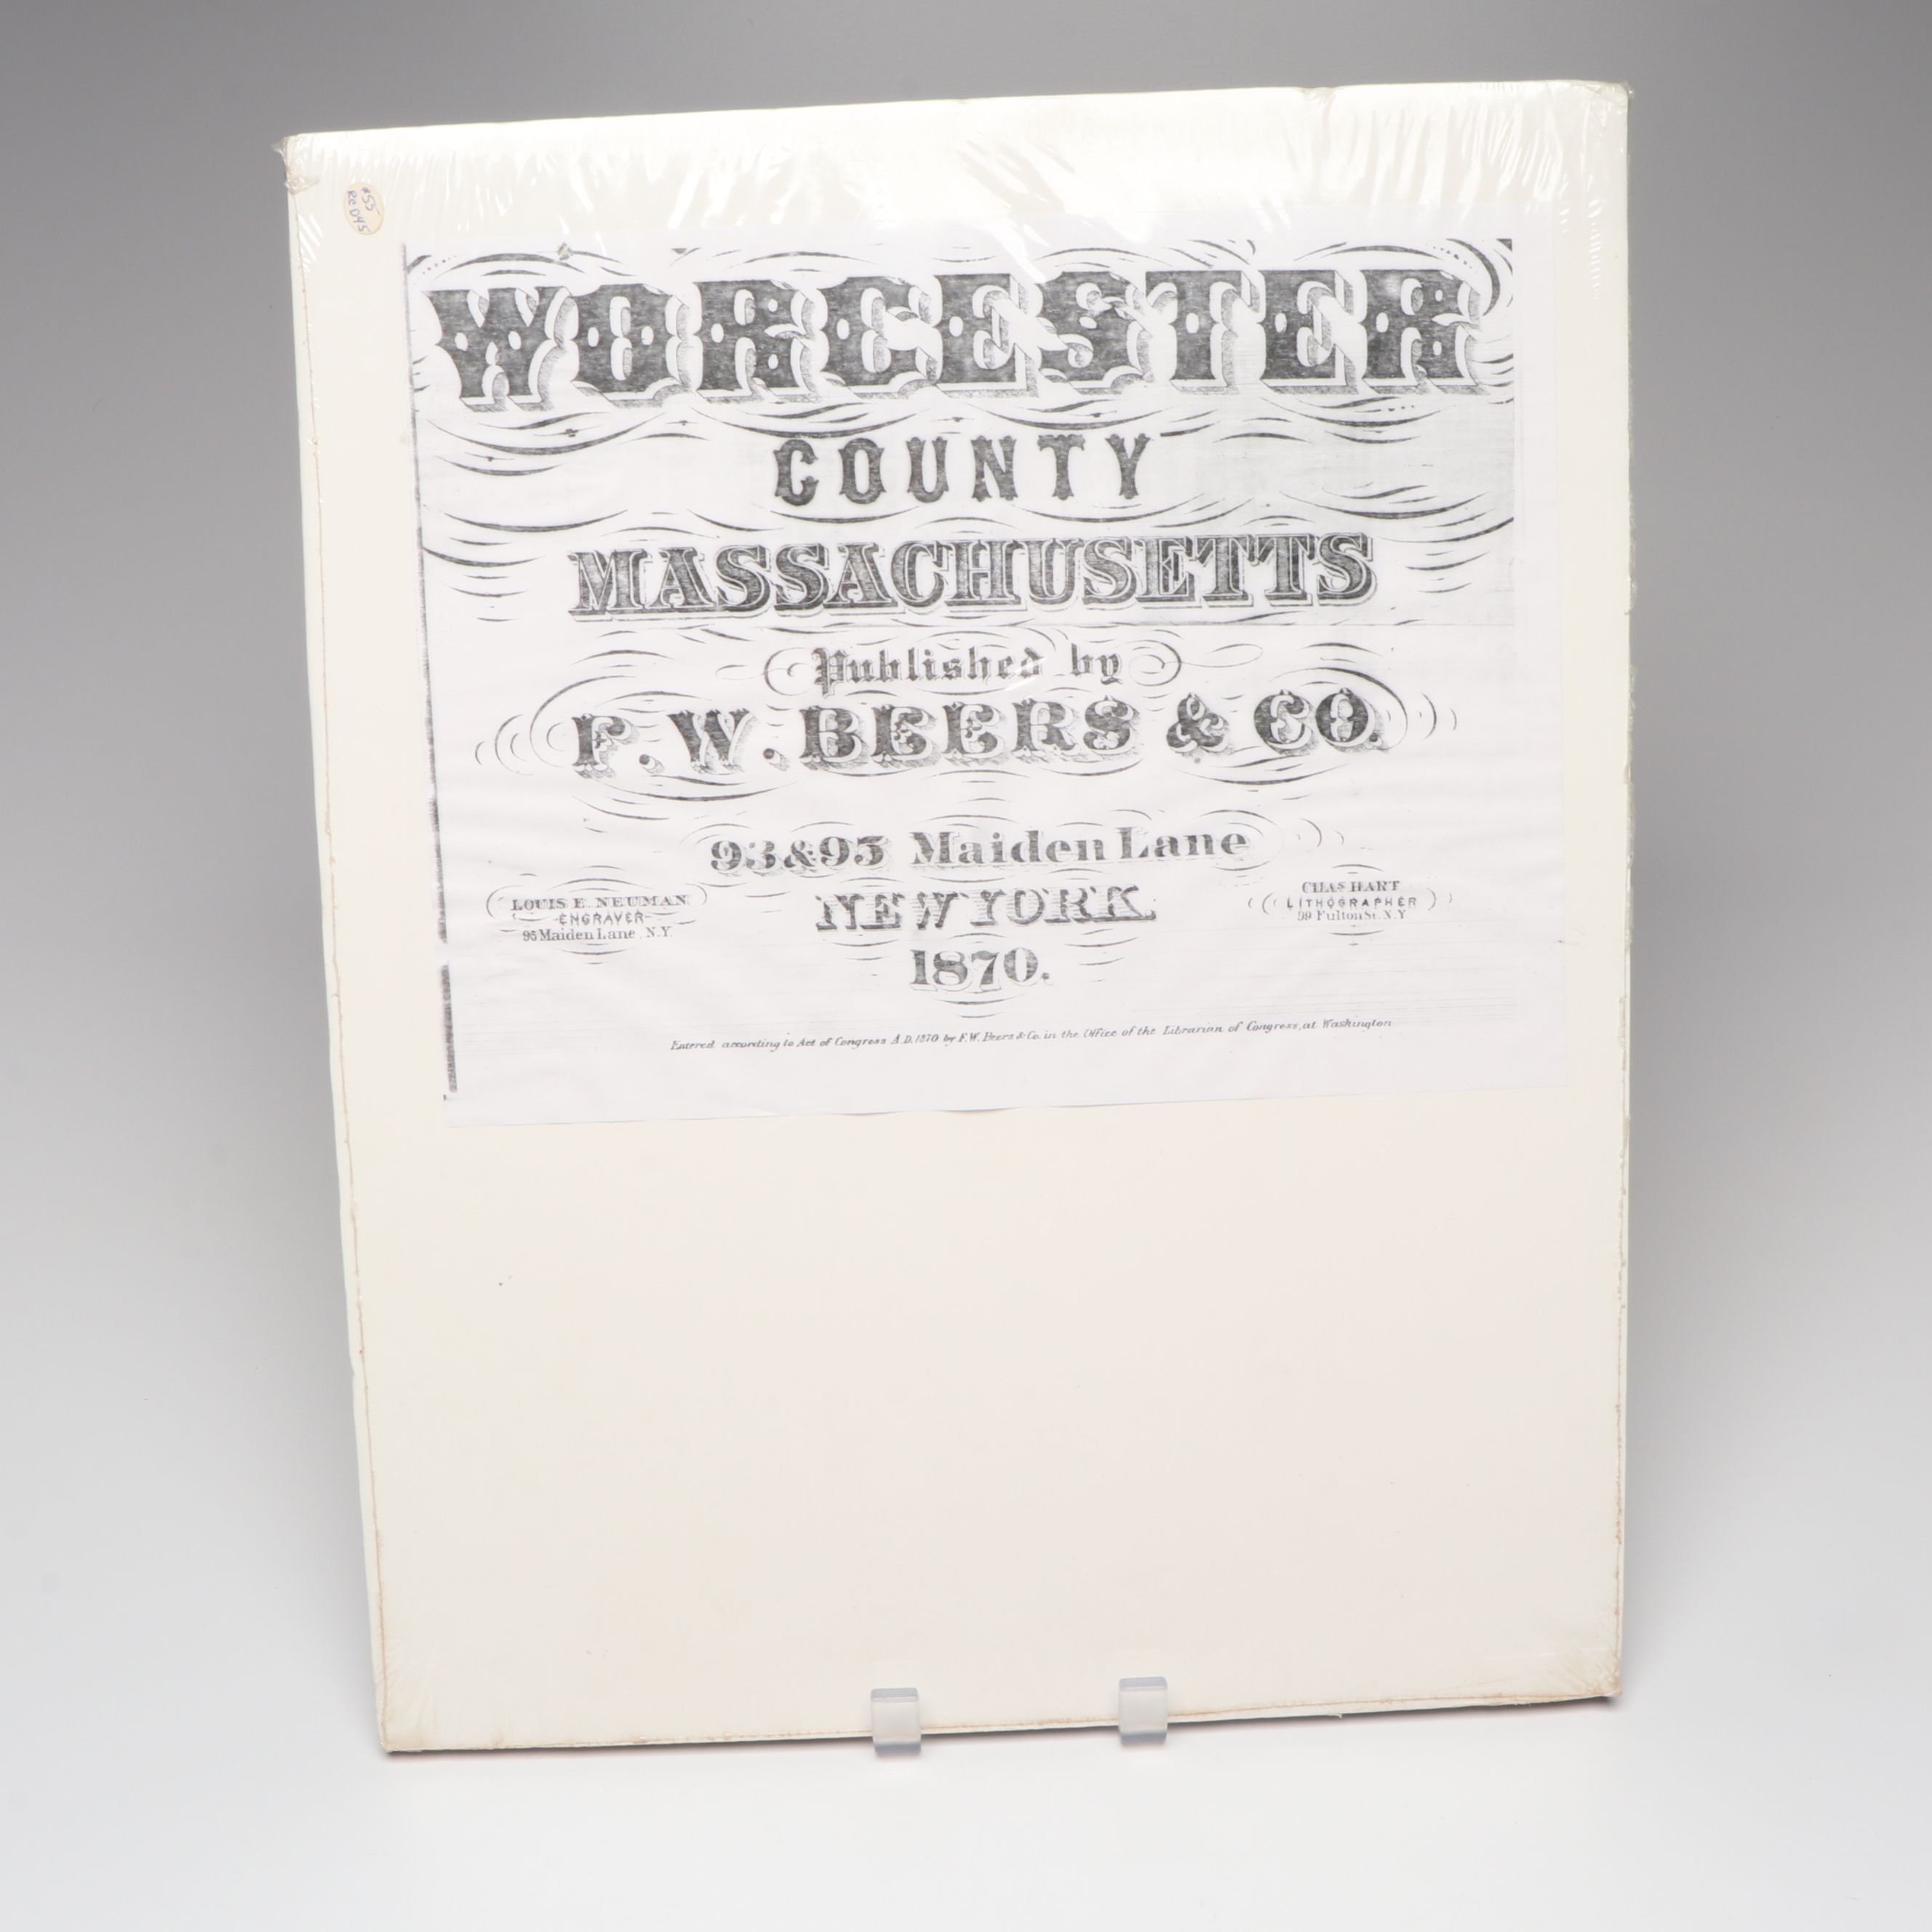 $55
WORCESTER
COUNTY
MASSACHUSETTS
Published by
F. W. BEERS & CO.
93 & 95 Maiden Lane
NEW YORK.
1870.
LOUIS E. NEUMAN
ENGRAVER
95 Maiden Lane, N.Y.
CHAS HART
LITHOGRAPHER
99 Fulton St. N.Y
Entered according to Act of Congress A.D. 1870 by F.W. Beers & Co. in the Office of the Librarian of Congress, at Washington